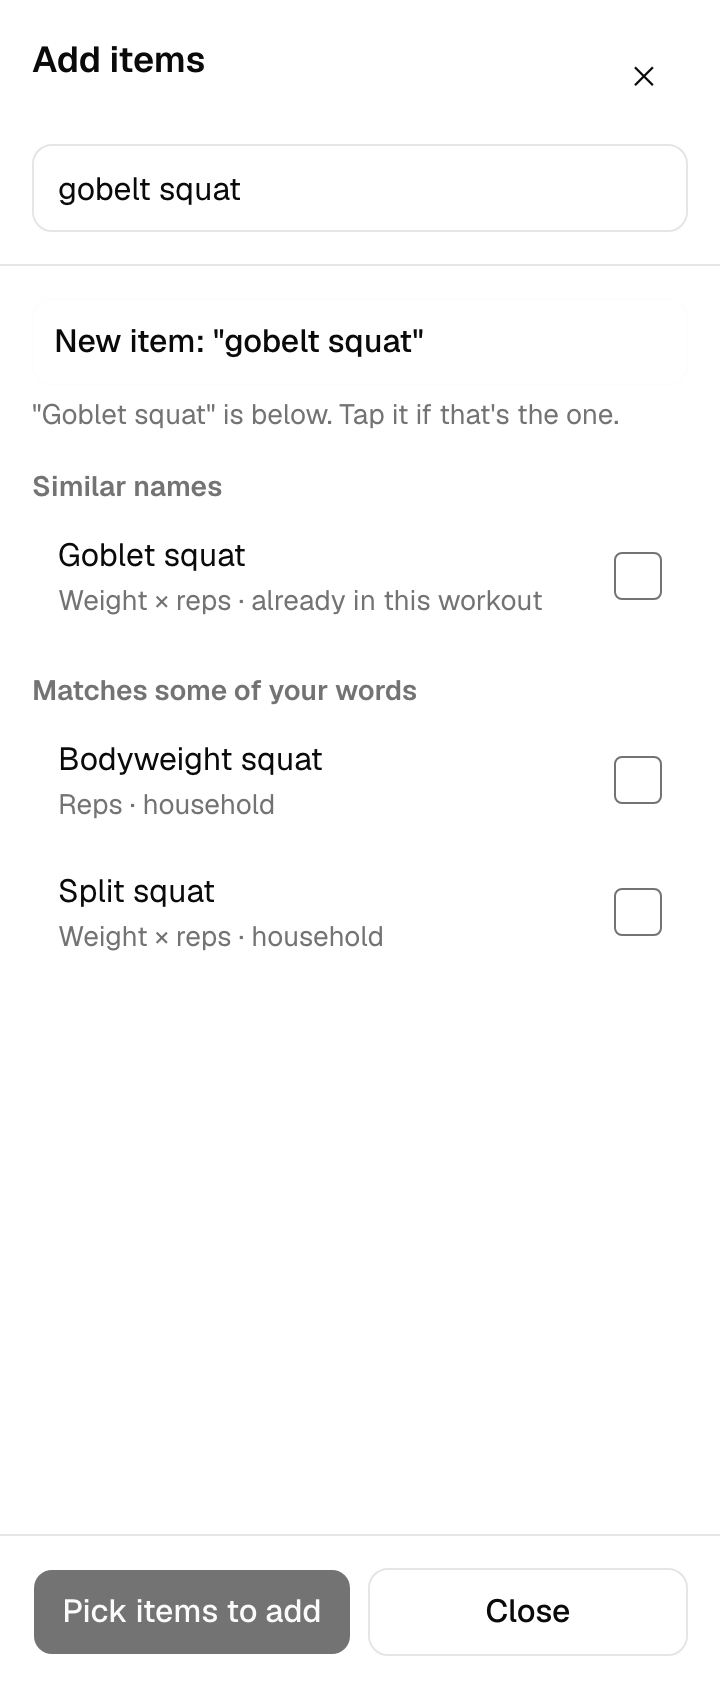 Add items
gobelt squat
New item: "gobelt squat"
"Goblet squat" is below. Tap it if that's the one.
Similar names
Goblet squat
Weight × reps · already in this workout
Matches some of your words
Bodyweight squat
Reps · household
Split squat
Weight × reps · household
Pick items to add
Close